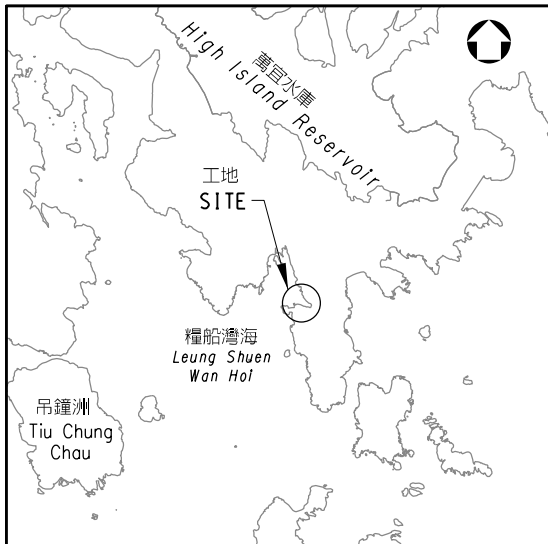 萬宜水庫
High Island Reservoir
工地
SITE
糧船灣海
Leung Shuen
Wan Hoi
吊鐘洲
Tiu Chung
Chau